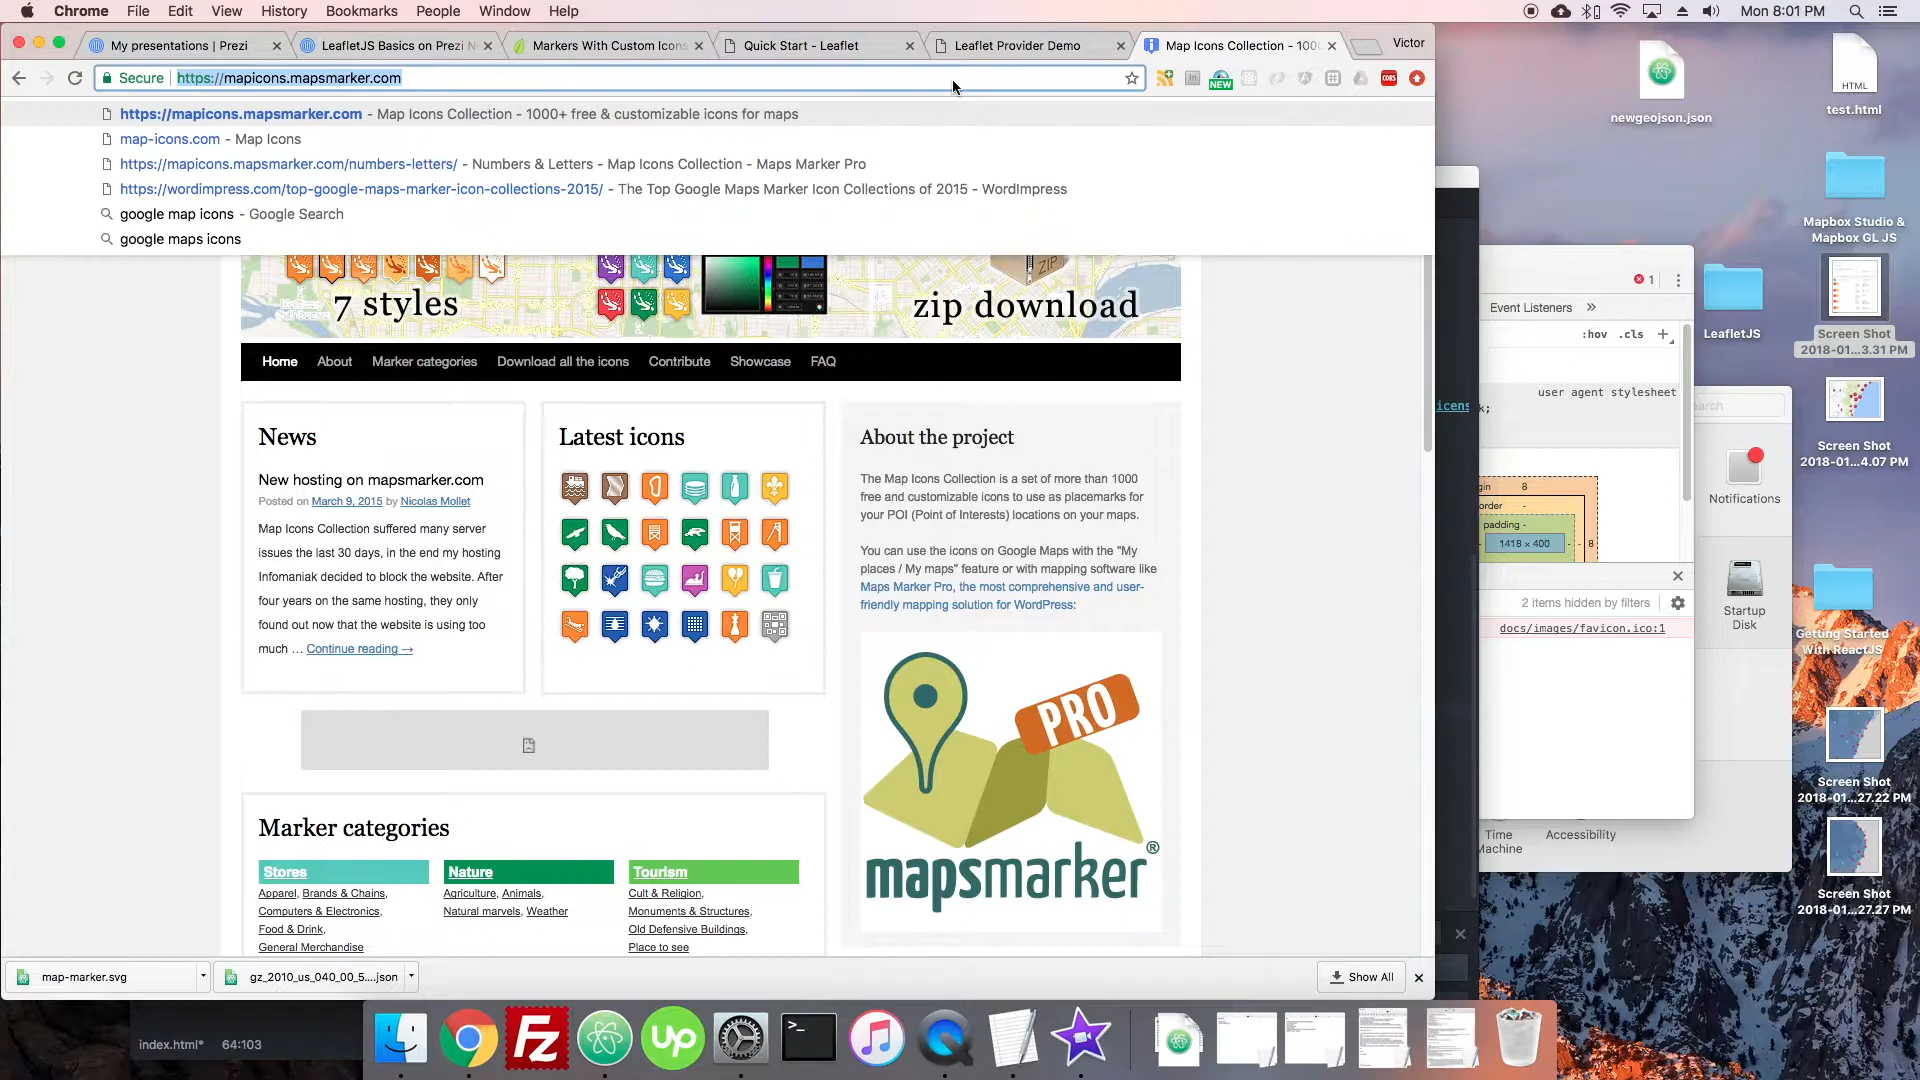 Chrome File Edit View History Bookmarks People Window Help Mon 8:01 PM
My presentations | Prezi LeafletJS Basics on Prezi N Markers With Custom Icons Quick Start - Leaflet Leaflet Provider Demo Map Icons Collection - 100 Victor
Secure https://mapicons.mapsmarker.com NEW CORS
https://mapicons.mapsmarker.com - Map Icons Collection - 1000+ free & customizable icons for maps
map-icons.com - Map Icons
https://mapicons.mapsmarker.com/numbers-letters/ - Numbers & Letters - Map Icons Collection - Maps Marker Pro
https://wordimpress.com/top-google-maps-marker-icon-collections-2015/ - The Top Google Maps Marker Icon Collections of 2015 - WordImpress
google map icons - Google Search
google maps icons
7 styles
ZIP
zip download
Home About Marker categories Download all the icons Contribute Showcase FAQ
News
New hosting on mapsmarker.com
Posted on March 9, 2015 by Nicolas Mollet
Map Icons Collection suffered many server
issues the last 30 days, in the end my hosting
Infomaniak decided to block the website. After
four years on the same hosting, they only
found out now that the website is using too
much … Continue reading →
Latest icons
About the project
The Map Icons Collection is a set of more than 1000
free and customizable icons to use as placemarks for
your POI (Point of Interests) locations on your maps.
You can use the icons on Google Maps with the "My
places / My maps" feature or with mapping software like
Maps Marker Pro, the most comprehensive and user-
friendly mapping solution for WordPress:
PRO
mapsmarker®
Marker categories
Stores
Apparel, Brands & Chains,
Computers & Electronics,
Food & Drink,
General Merchandise
Nature
Agriculture, Animals,
Natural marvels, Weather
Tourism
Cult & Religion,
Monuments & Structures,
Old Defensive Buildings,
Place to see
map-marker.svg gz_2010_us_040_00_5....json Show All
index.html* 64:103
1
Event Listeners »
:hov .cls +
user agent stylesheet
icens
k;
gin 8
order -
padding -
1418 × 400
- 8
2 items hidden by filters
docs/images/favicon.ico:1
Time
Machine
Accessibility
earch
Notifications
Startup
Disk
newgeojson.json
HTML
test.html
Mapbox Studio &
Mapbox GL JS
LeafletJS
Screen Shot
2018-01...3.31 PM
Screen Shot
2018-01...4.07 PM
Getting Started
With ReactJS
Screen Shot
2018-01...27.22 PM
Screen Shot
2018-01...27.27 PM
Fz
Up
>_